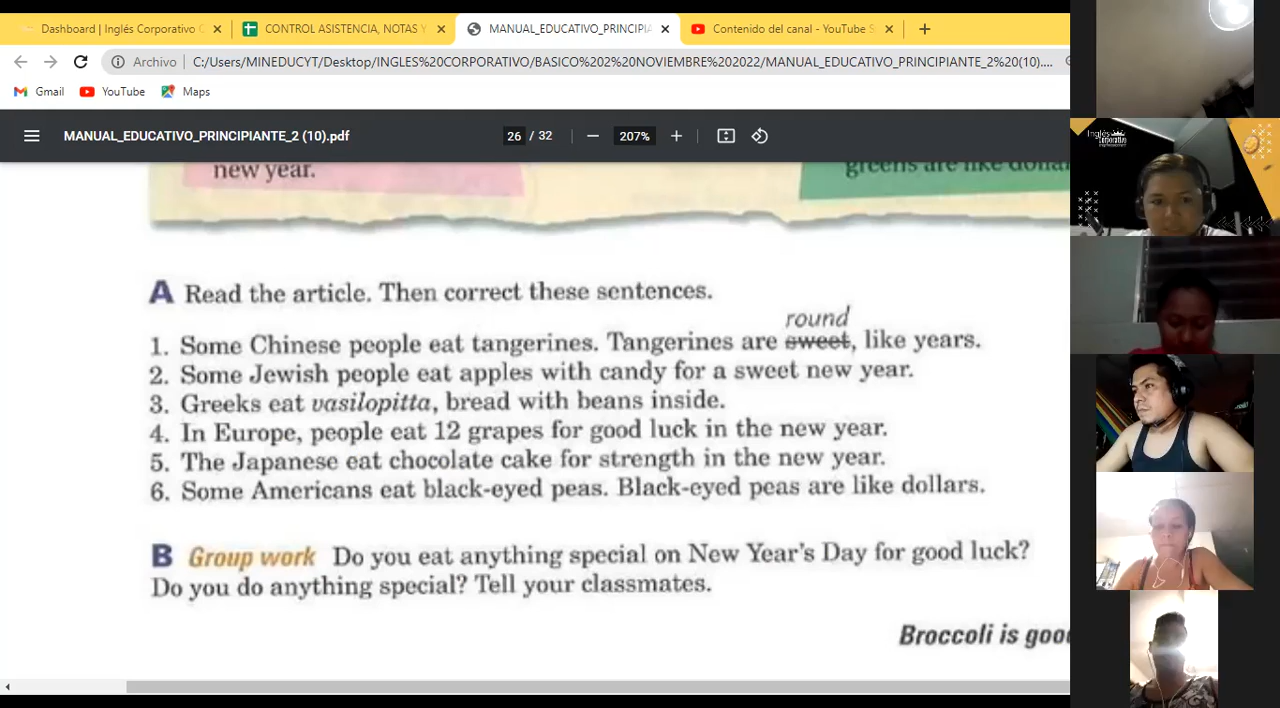 Dashboard | Inglés Corporativo
CONTROL ASISTENCIA, NOTAS Y
MANUAL_EDUCATIVO_PRINCIPIA
Contenido del canal - YouTube S
Archivo
C:/Users/MINEDUCYT/Desktop/INGLES%20CORPORATIVO/BASICO%202%20NOVIEMBRE%202022/MANUAL_EDUCATIVO_PRINCIPIANTE_2%20(10)....
Gmail
YouTube
Maps
MANUAL_EDUCATIVO_PRINCIPIANTE_2 (10).pdf
26 / 32
207%
new year.
greens are like dolla
A Read the article. Then correct these sentences.
round
1. Some Chinese people eat tangerines. Tangerines are sweet, like years.
2. Some Jewish people eat apples with candy for a sweet new year.
3. Greeks eat vasilopitta, bread with beans inside.
4. In Europe, people eat 12 grapes for good luck in the new year.
5. The Japanese eat chocolate cake for strength in the new year.
6. Some Americans eat black-eyed peas. Black-eyed peas are like dollars.
B Group work Do you eat anything special on New Year's Day for good luck?
Do you do anything special? Tell your classmates.
Broccoli is goo
Inglés
Corporativo